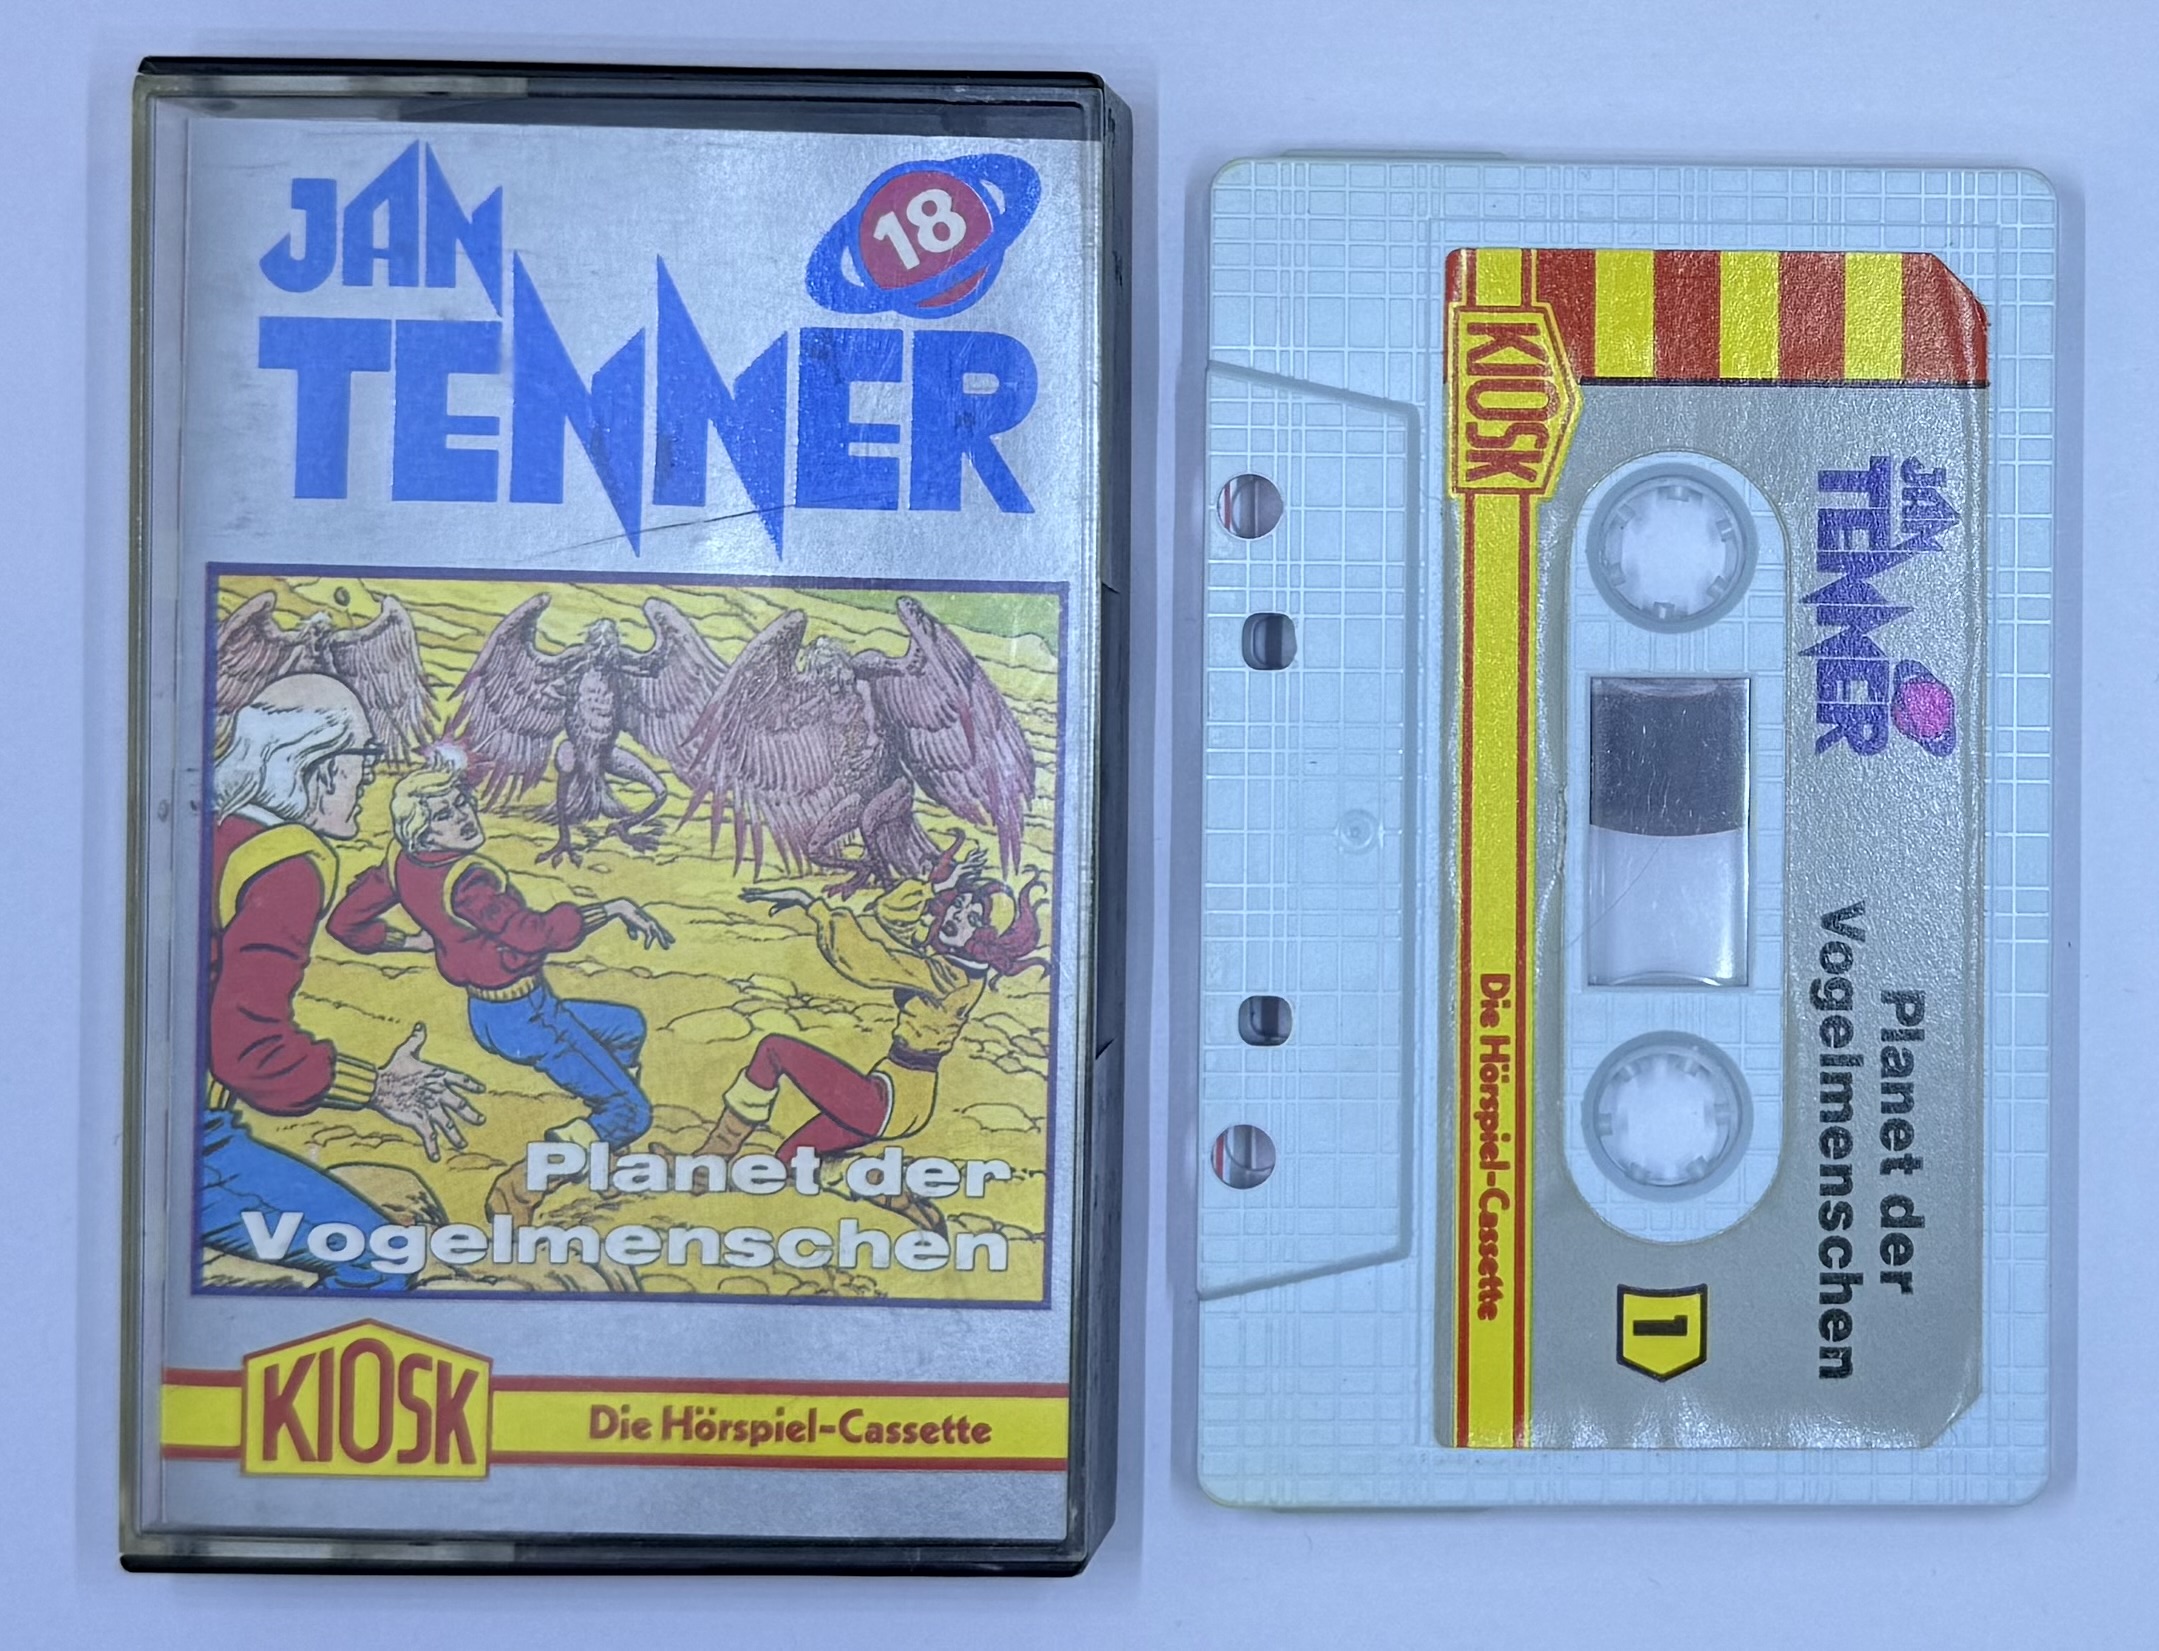 JAN
18
TENNER
Planet der
Vogelmenschen
KIOSK
Die Hörspiel-Cassette
JAN
TENNER
Planet der
Vogelmenschen
1
KIOSK
Die Hörspiel-Cassette